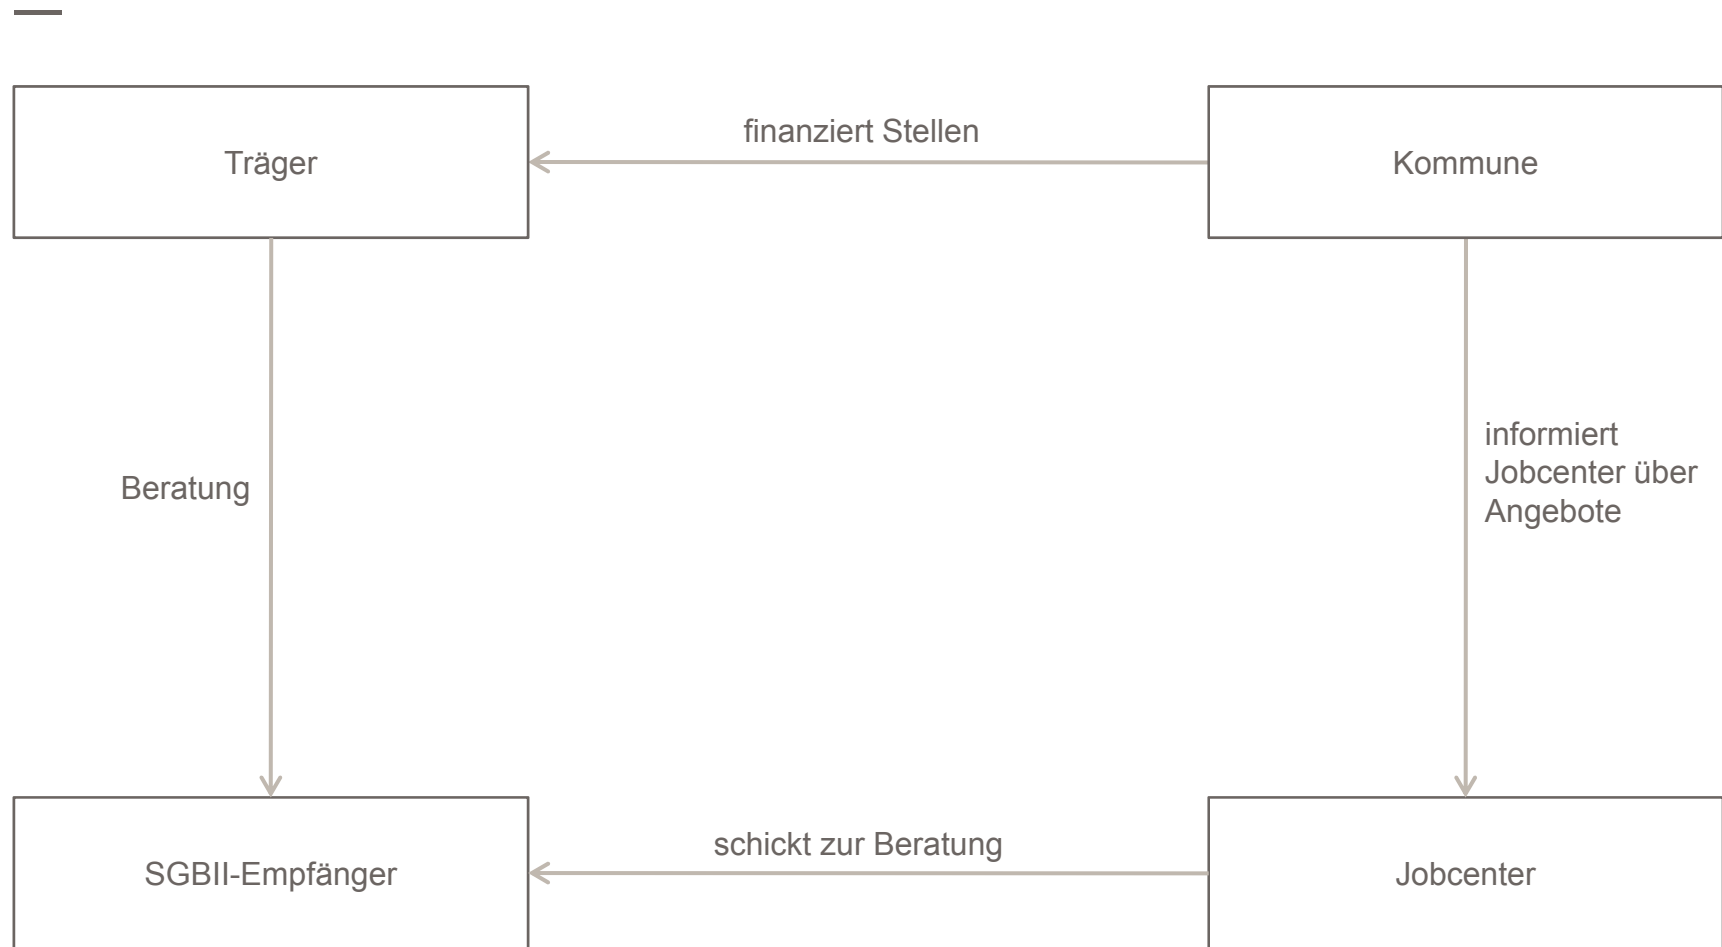 finanziert Stellen
Träger
Kommune
informiert
Jobcenter über
Angebote
Beratung
schickt zur Beratung
SGBII-Empfänger
Jobcenter